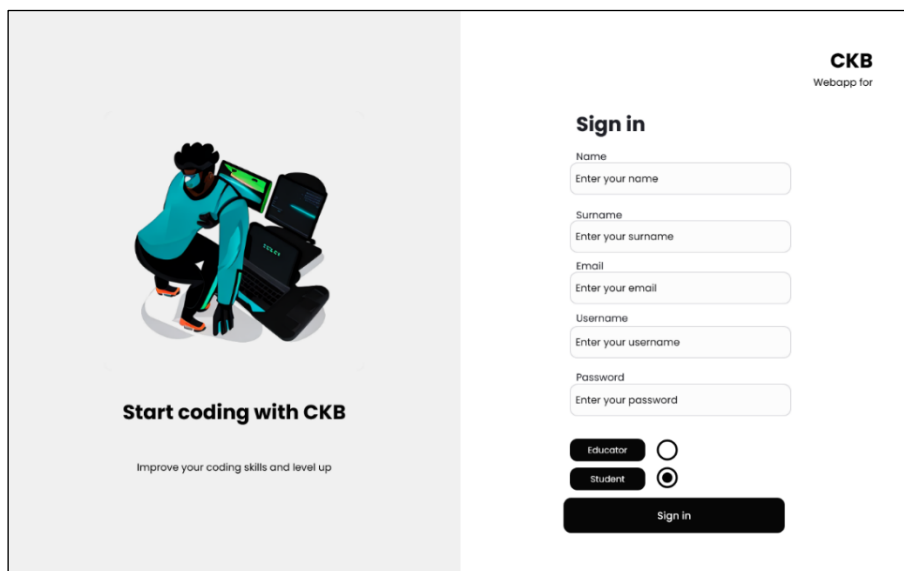 Start coding with CKB
Improve your coding skills and level up
CKB
Webapp for
Sign in
Name
Enter your name
Surname
Enter your surname
Email
Enter your email
Username
Enter your username
Password
Enter your password
Educator
Student
Sign in